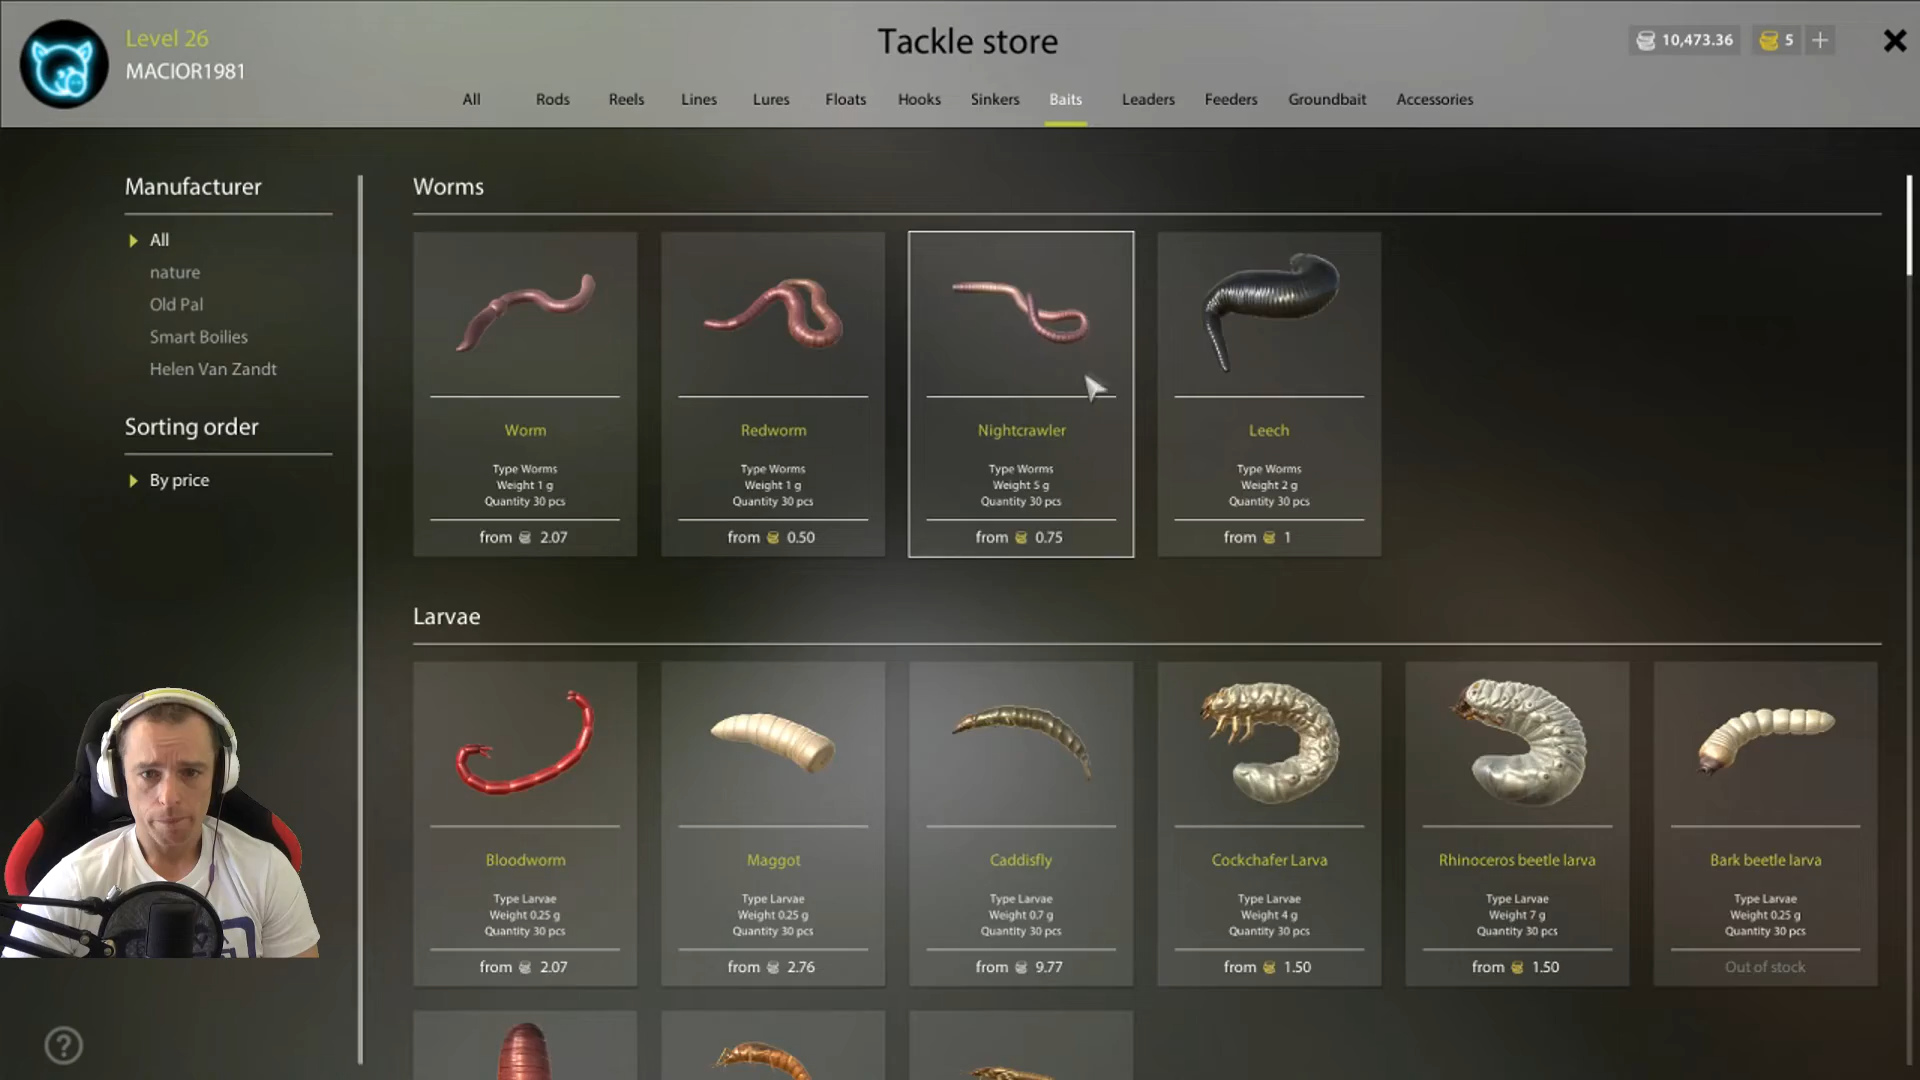 Level 26
MACIOR1981
Tackle store
10,473.36
5
All
Rods
Reels
Lines
Lures
Floats
Hooks
Sinkers
Baits
Leaders
Feeders
Groundbait
Accessories
Manufacturer
All
nature
Old Pal
Smart Boilies
Helen Van Zandt
Sorting order
By price
Worms
Worm
Type Worms
Weight 1 g
Quantity 30 pcs
from 2.07
Redworm
Type Worms
Weight 1 g
Quantity 30 pcs
from 0.50
Nightcrawler
Type Worms
Weight 5 g
Quantity 30 pcs
from 0.75
Leech
Type Worms
Weight 2 g
Quantity 30 pcs
from 1
Larvae
Bloodworm
Type Larvae
Weight 0.25 g
Quantity 30 pcs
from 2.07
Maggot
Type Larvae
Weight 0.25 g
Quantity 30 pcs
from 2.76
Caddisfly
Type Larvae
Weight 0.7 g
Quantity 30 pcs
from 9.77
Cockchafer Larva
Type Larvae
Weight 4 g
Quantity 30 pcs
from 1.50
Rhinoceros beetle larva
Type Larvae
Weight 7 g
Quantity 30 pcs
from 1.50
Bark beetle larva
Type Larvae
Weight 0.25 g
Quantity 30 pcs
Out of stock
?